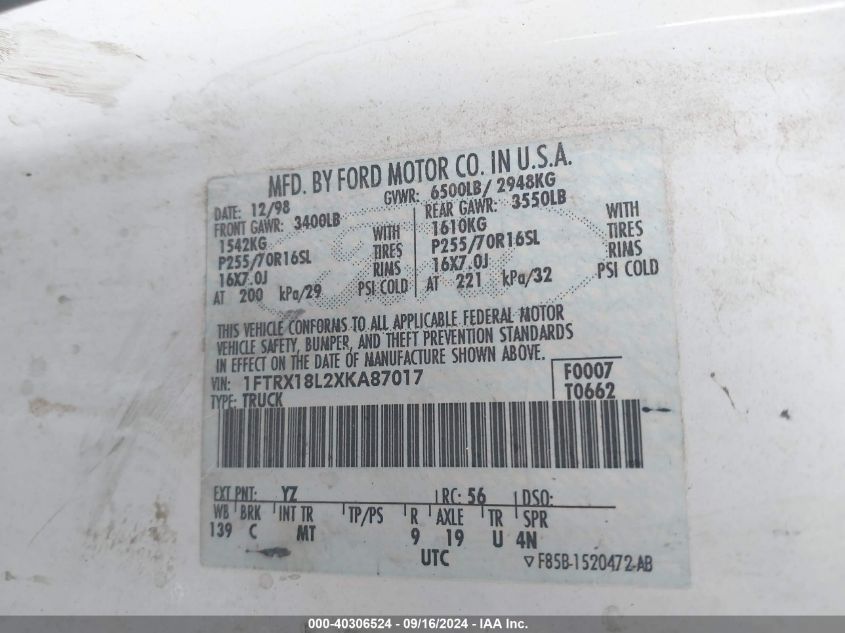 MFD. BY FORD MOTOR CO. IN U.S.A.
DATE: 12/98 GVWR: 6500LB/ 2948KG
FRONT GAWR: 3400LB REAR GAWR: 3550LB
1542KG WITH 1610KG WITH
P255/70R16SL TIRES P255/70R16SL TIRES
16X7.0J RIMS 16X7.0J RIMS
AT 200 kPa/29 PSI COLD AT 221 kPa/32 PSI COLD
THIS VEHICLE CONFORMS TO ALL APPLICABLE FEDERAL MOTOR
VEHICLE SAFETY, BUMPER, AND THEFT PREVENTION STANDARDS
IN EFFECT ON THE DATE OF MANUFACTURE SHOWN ABOVE.
VIN: 1FTRX18L2XKA87017 F0007
TYPE: TRUCK T0662
EXT PNT: YZ RC: 56 DSO:
WB BRK INT TR TP/PS R AXLE TR SPR
139 C MT 9 19 U 4N
UTC ▽F85B-1520472-AB
000-40306524 - 09/16/2024 - IAA Inc.